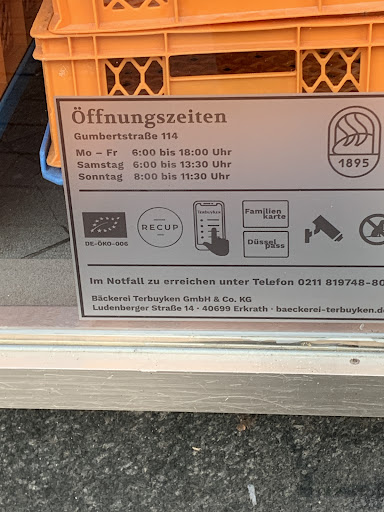 Öffnungszeiten
Gumbertstraße 114
Mo – Fr 6:00 bis 18:00 Uhr
Samstag 6:00 bis 13:30 Uhr
Sonntag 8:00 bis 11:30 Uhr
1895
DE-ÖKO-006
RECUP
Familien
karte
Düssel
pass
Im Notfall zu erreichen unter Telefon 0211 819748-80
Bäckerei Terbuyken GmbH & Co. KG
Ludenberger Straße 14 · 40699 Erkrath · baeckerei-terbuyken.de